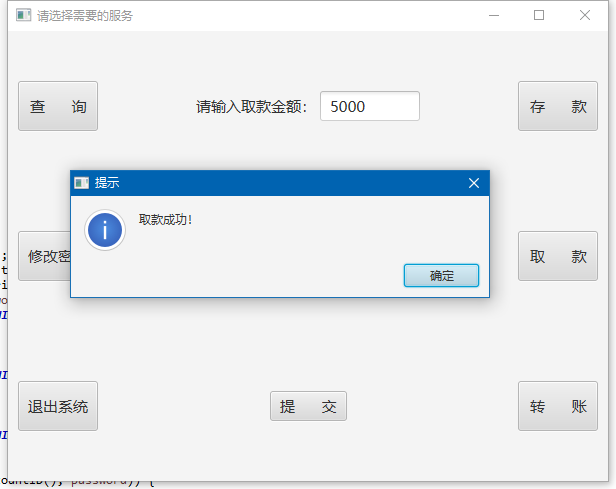 请选择需要的服务
查 询
请输入取款金额：
5000
存 款
提示
取款成功！
确定
修改密
取 款
退出系统
提 交
转 账
ountID(), password)) {